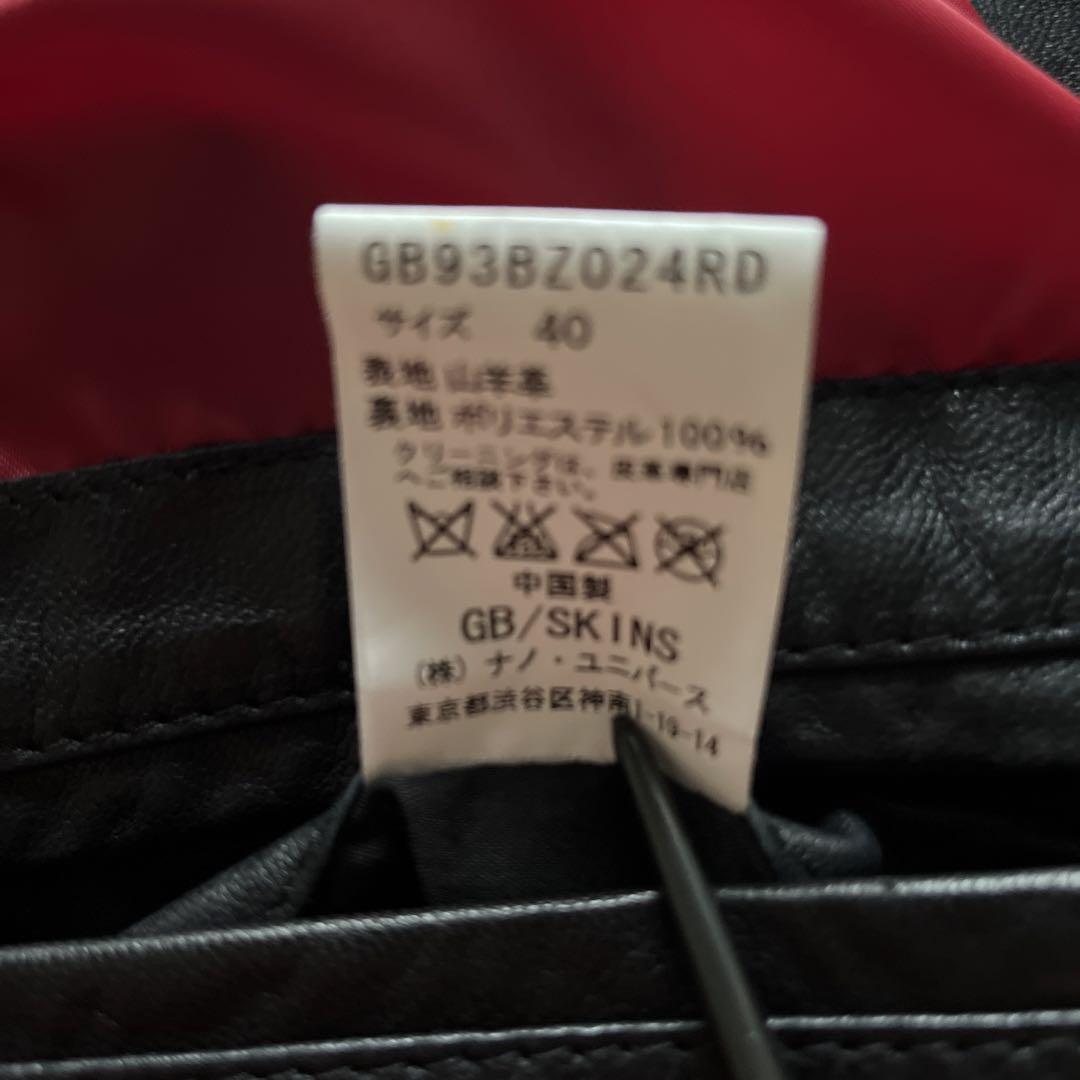 GB93BZ024RD
サイズ 40
表地 山羊革
裏地 ポリエステル100%
クリーニングは、皮革専門店
へご相談下さい。
中国製
GB/SKINS
(株) ナノ・ユニバース
東京都渋谷区神南1-19-14